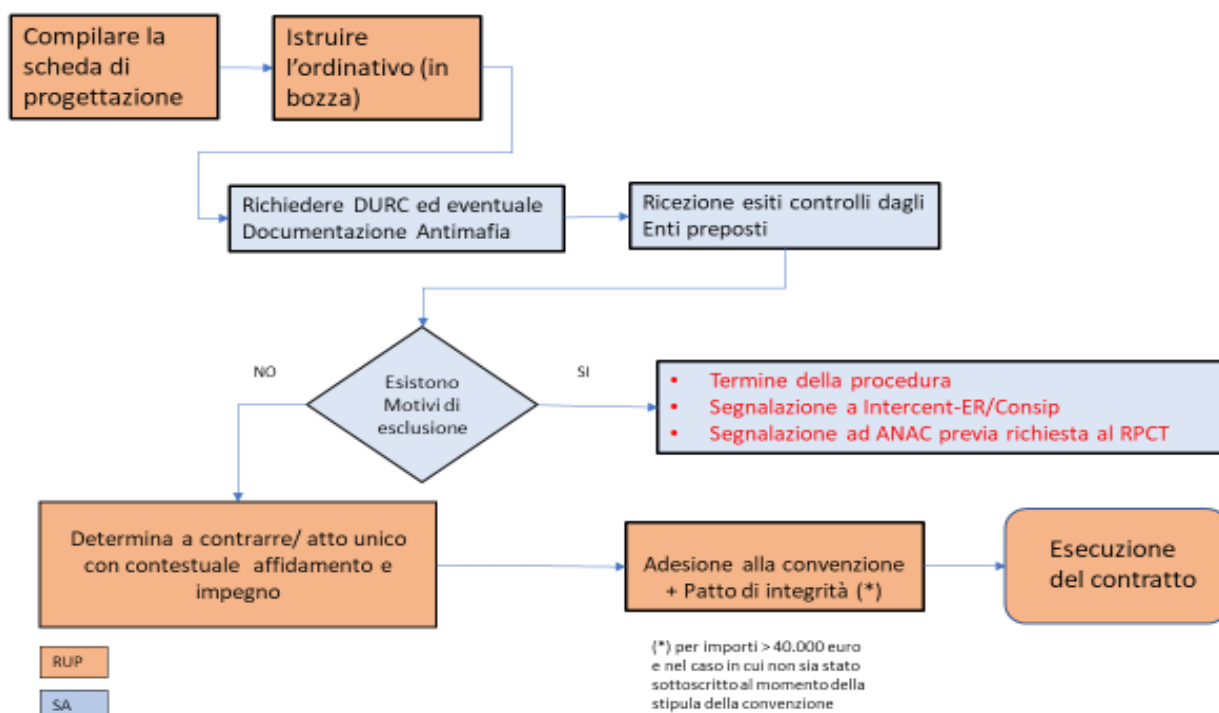 Compilare la
scheda di
progettazione
Istruire
l'ordinativo (in
bozza)
Richiedere DURC ed eventuale
Documentazione Antimafia
Ricezione esiti controlli dagli
Enti preposti
NO
Esistono
Motivi di
esclusione
SI
• Termine della procedura
• Segnalazione a Intercent-ER/Consip
• Segnalazione ad ANAC previa richiesta al RPCT
Determina a contrarre/ atto unico
con contestuale affidamento e
impegno
Adesione alla convenzione
+ Patto di integrità (*)
Esecuzione
del contratto
(*) per importi > 40.000 euro
e nel caso in cui non sia stato
sottoscritto al momento della
stipula della convenzione
RUP
SA